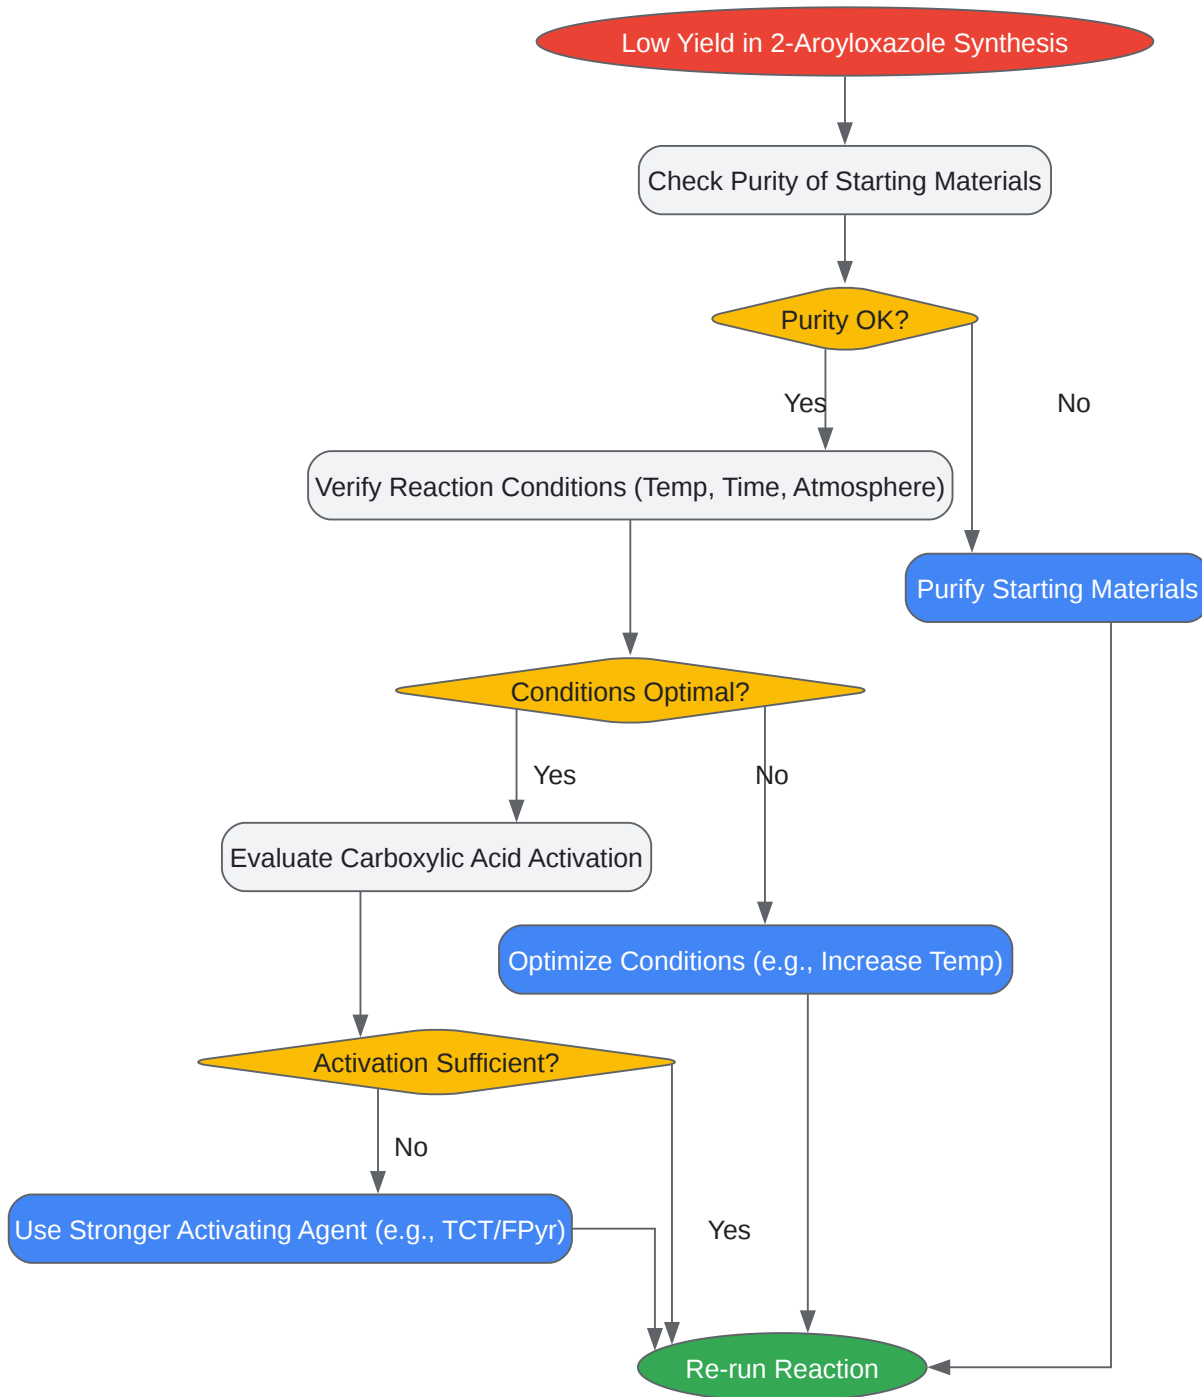 Low Yield in 2-Aroyloxazole Synthesis
Check Purity of Starting Materials
Purity OK?
Yes
No
Verify Reaction Conditions (Temp, Time, Atmosphere)
Purify Starting Materials
Conditions Optimal?
Yes
No
Evaluate Carboxylic Acid Activation
Optimize Conditions (e.g., Increase Temp)
Activation Sufficient?
No
Use Stronger Activating Agent (e.g., TCT/FPyr)
Yes
Re-run Reaction